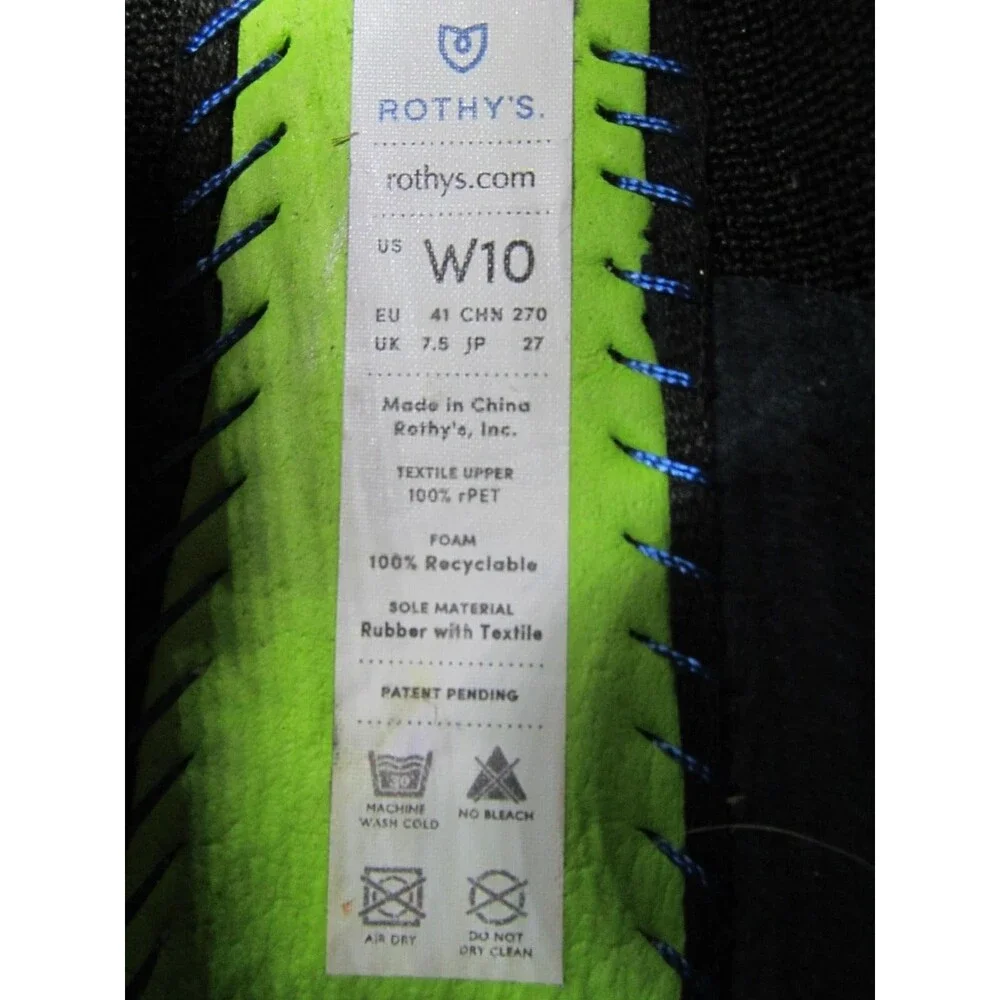 ROTHY'S.
rothys.com
US W10
EU 41 CHN 270
UK 7.5 JP 27
Made in China
Rothy's, Inc.
TEXTILE UPPER
100% rPET
FOAM
100% Recyclable
SOLE MATERIAL
Rubber with Textile
PATENT PENDING
30
MACHINE
WASH COLD
NO BLEACH
AIR DRY
DO NOT
DRY CLEAN